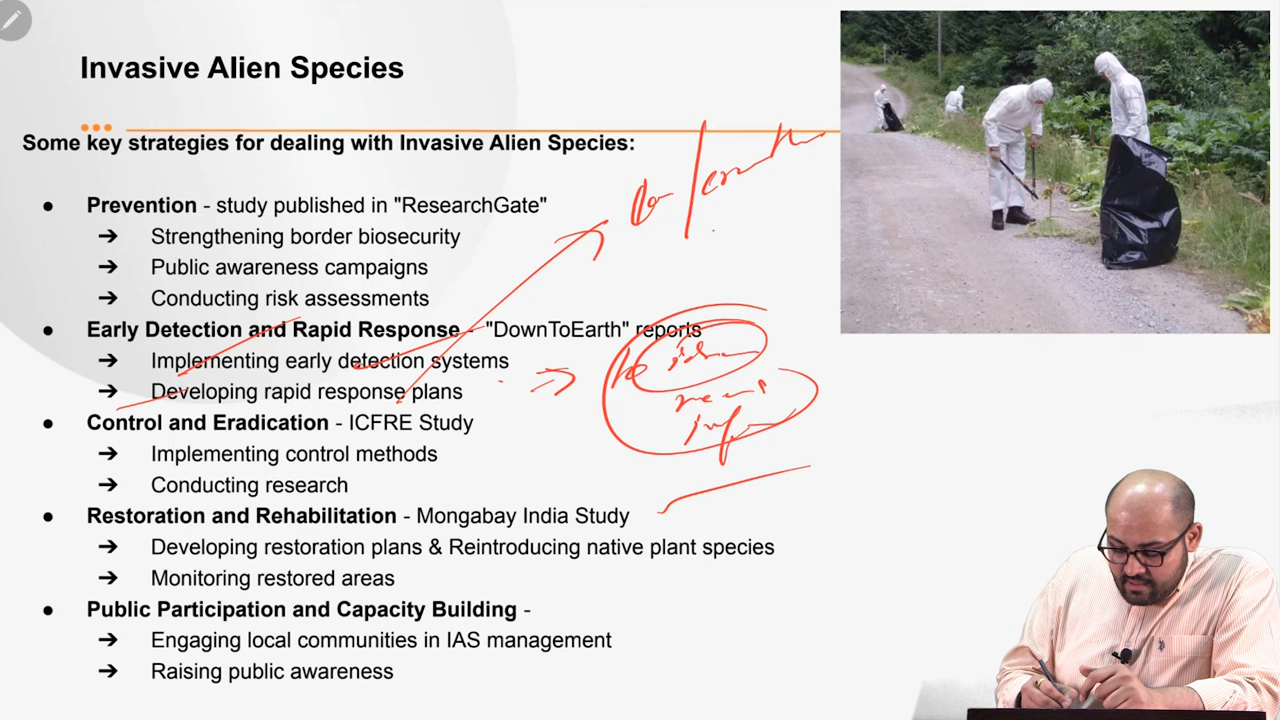 Invasive Alien Species
Some key strategies for dealing with Invasive Alien Species:
● Prevention - study published in "ResearchGate"
➔ Strengthening border biosecurity
➔ Public awareness campaigns
➔ Conducting risk assessments
● Early Detection and Rapid Response - "DownToEarth" reports
➔ Implementing early detection systems
➔ Developing rapid response plans
● Control and Eradication - ICFRE Study
➔ Implementing control methods
➔ Conducting research
● Restoration and Rehabilitation - Mongabay India Study
➔ Developing restoration plans & Reintroducing native plant species
➔ Monitoring restored areas
● Public Participation and Capacity Building -
➔ Engaging local communities in IAS management
➔ Raising public awareness